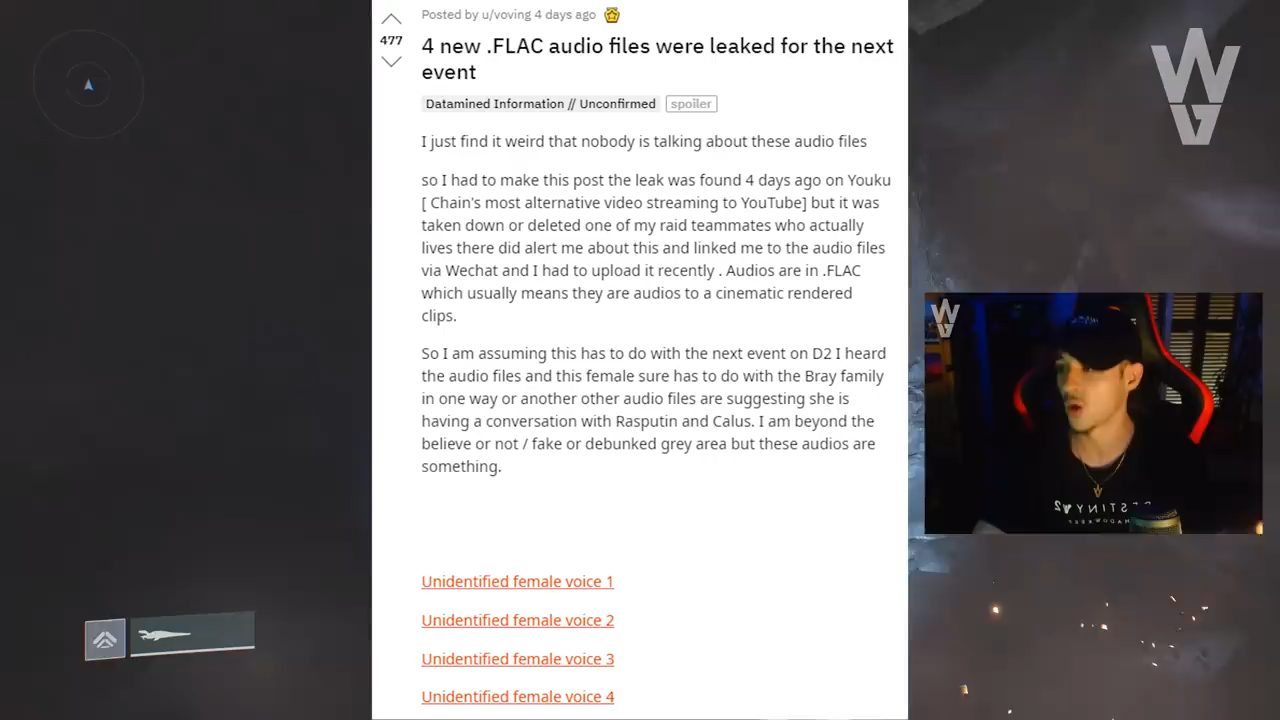 Posted by u/voving 4 days ago
477
4 new .FLAC audio files were leaked for the next
event
Datamined Information // Unconfirmed
spoiler
I just find it weird that nobody is talking about these audio files
so I had to make this post the leak was found 4 days ago on Youku
[ Chain's most alternative video streaming to YouTube] but it was
taken down or deleted one of my raid teammates who actually
lives there did alert me about this and linked me to the audio files
via Wechat and I had to upload it recently . Audios are in .FLAC
which usually means they are audios to a cinematic rendered
clips.
So I am assuming this has to do with the next event on D2 I heard
the audio files and this female sure has to do with the Bray family
in one way or another other audio files are suggesting she is
having a conversation with Rasputin and Calus. I am beyond the
believe or not / fake or debunked grey area but these audios are
something.
Unidentified female voice 1
Unidentified female voice 2
Unidentified female voice 3
Unidentified female voice 4
DESTINY 2
SHADOWKEEP